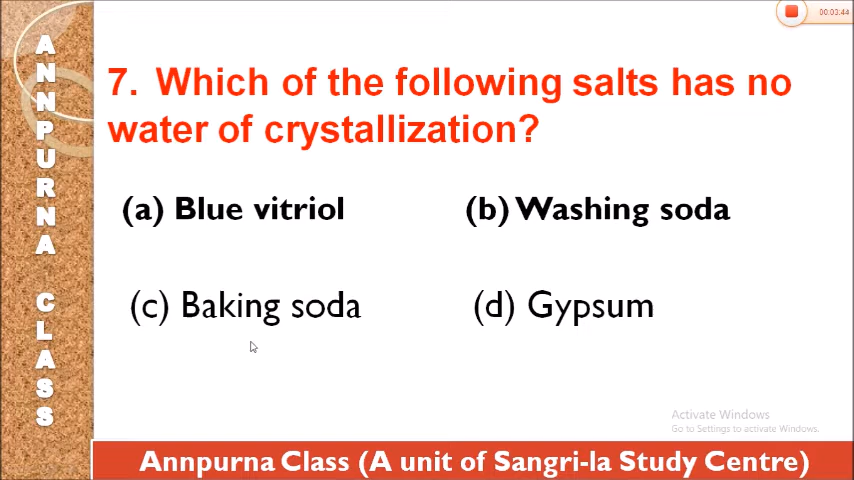 00:03:44
ANNPURNA CLASS
7. Which of the following salts has no
water of crystallization?
(a) Blue vitriol
(b) Washing soda
(c) Baking soda
(d) Gypsum
Activate Windows
Go to Settings to activate Windows.
Annpurna Class (A unit of Sangri-la Study Centre)